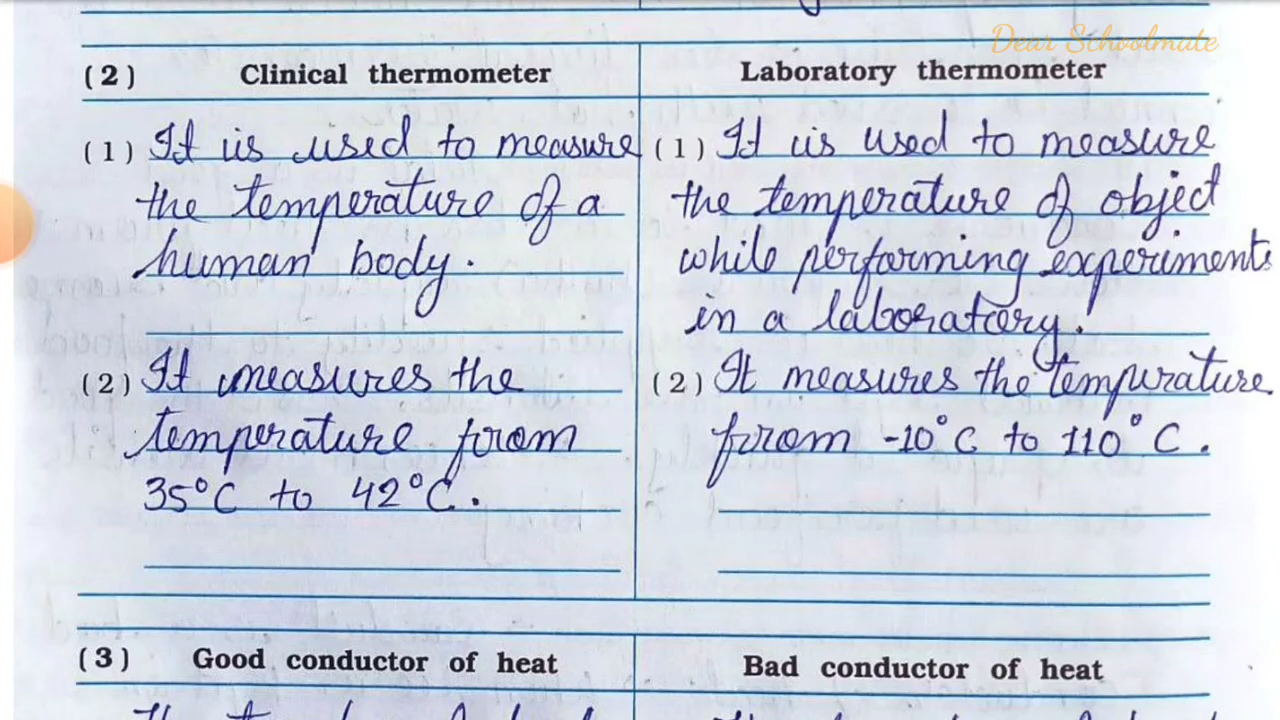 Dear Schoolmate
(2) Clinical thermometer
(1) It is used to measure
the temperature of a
human body.
(2) It measures the
temperature from
35°C to 42°C.
Laboratory thermometer
(1) It is used to measure
the temperature of object
while performing experiments
in a laboratory.
(2) It measures the temperature
from -10°C to 110°C.
(3) Good conductor of heat
Bad conductor of heat